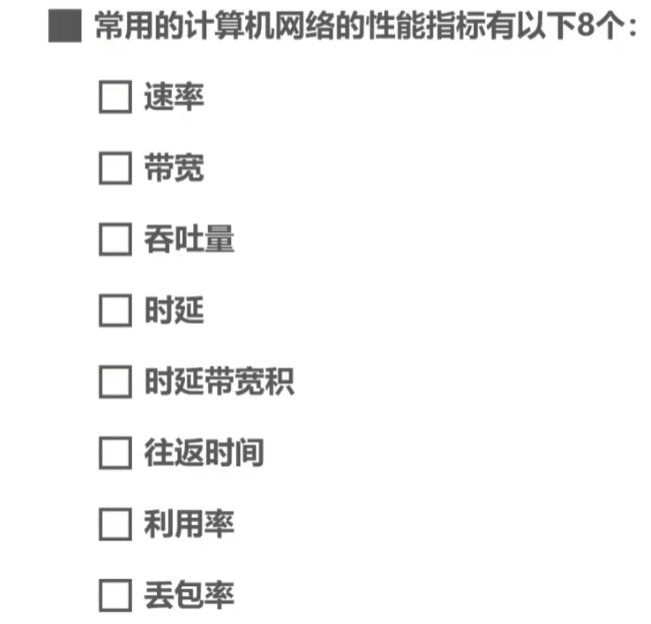 常用的计算机网络的性能指标有以下8个：
速率
带宽
吞吐量
时延
时延带宽积
往返时间
利用率
丢包率